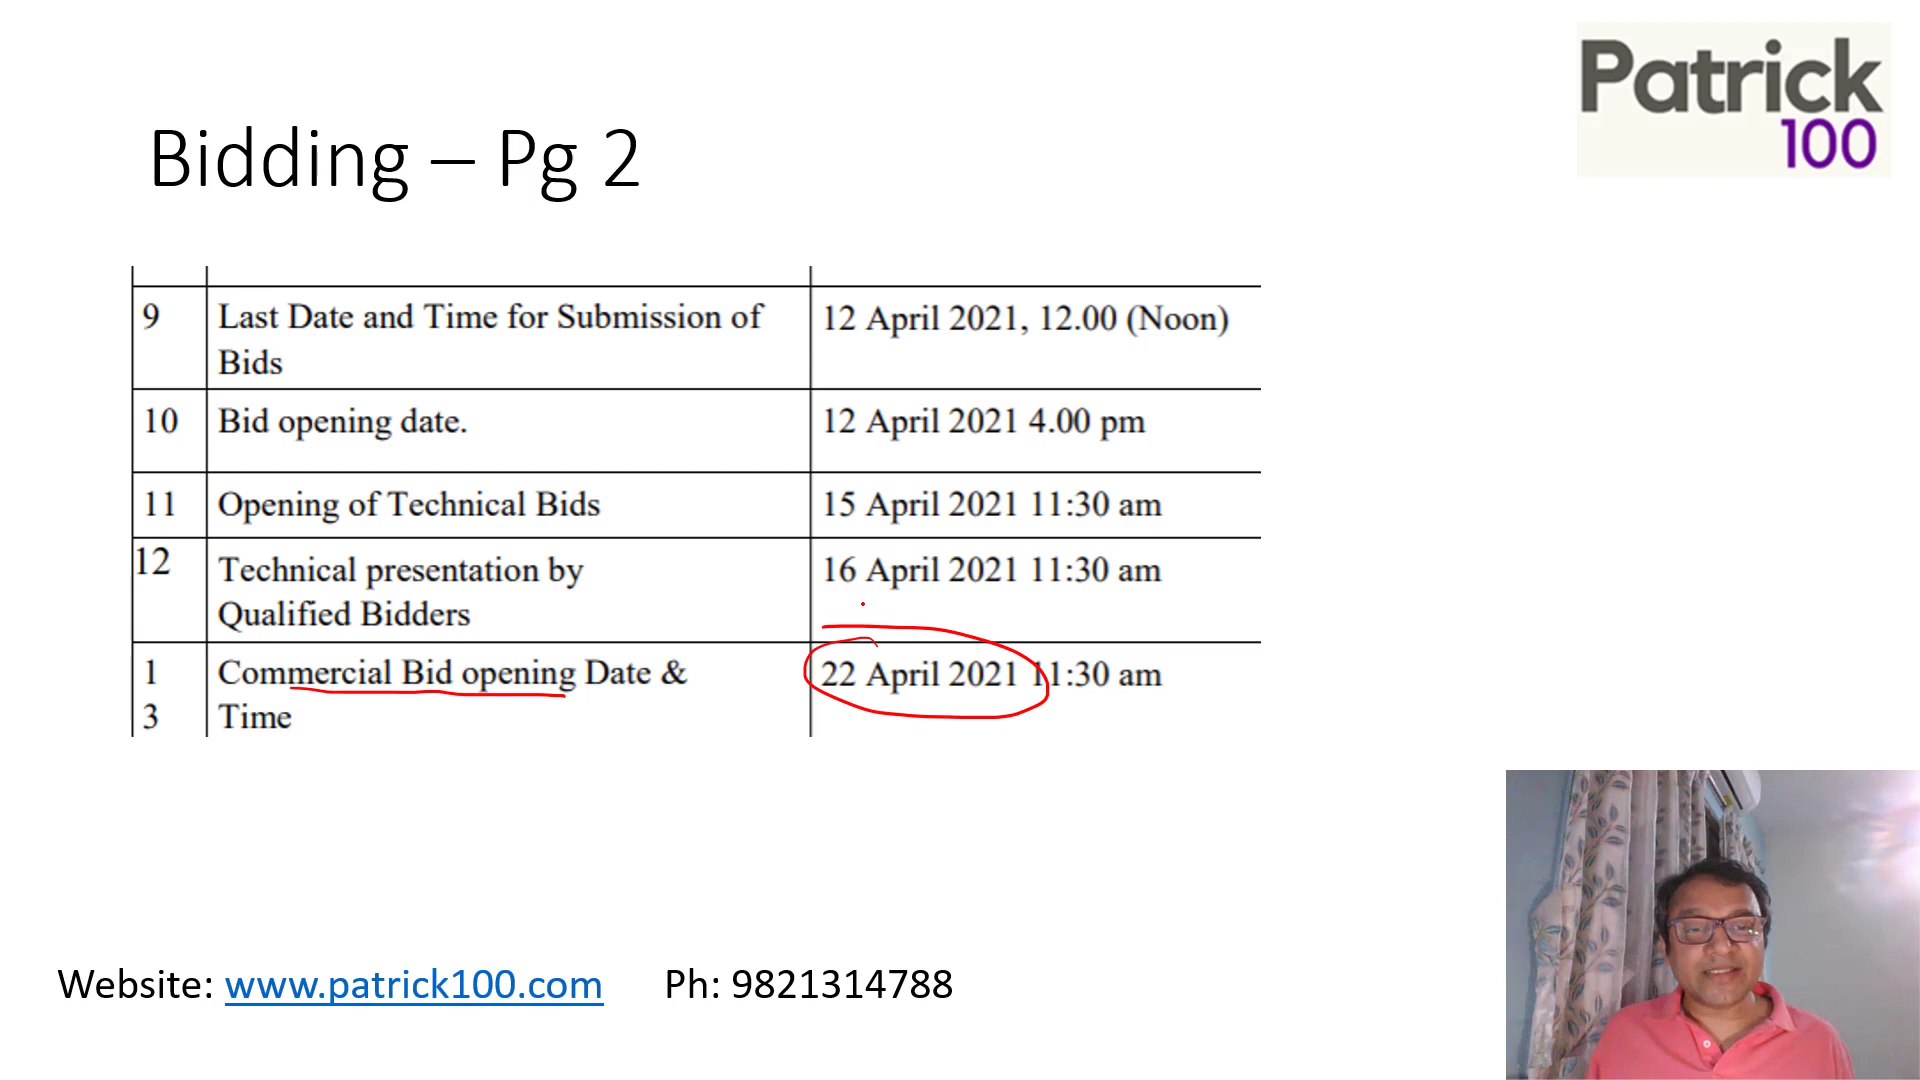 Patrick
100
Bidding – Pg 2
9 Last Date and Time for Submission of 12 April 2021, 12.00 (Noon)
Bids
10 Bid opening date. 12 April 2021 4.00 pm
11 Opening of Technical Bids 15 April 2021 11:30 am
12 Technical presentation by 16 April 2021 11:30 am
Qualified Bidders
1 Commercial Bid opening Date & 22 April 2021 11:30 am
3 Time
Website: www.patrick100.com Ph: 9821314788